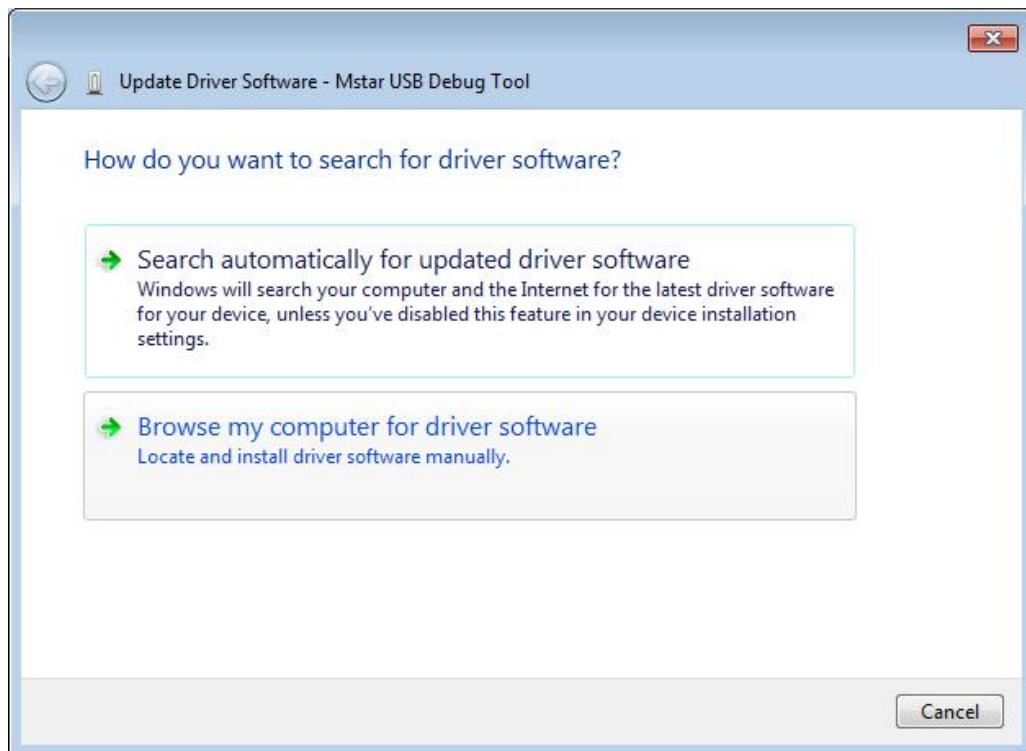 Update Driver Software - Mstar USB Debug Tool
How do you want to search for driver software?
Search automatically for updated driver software
Windows will search your computer and the Internet for the latest driver software
for your device, unless you've disabled this feature in your device installation
settings.
Browse my computer for driver software
Locate and install driver software manually.
Cancel